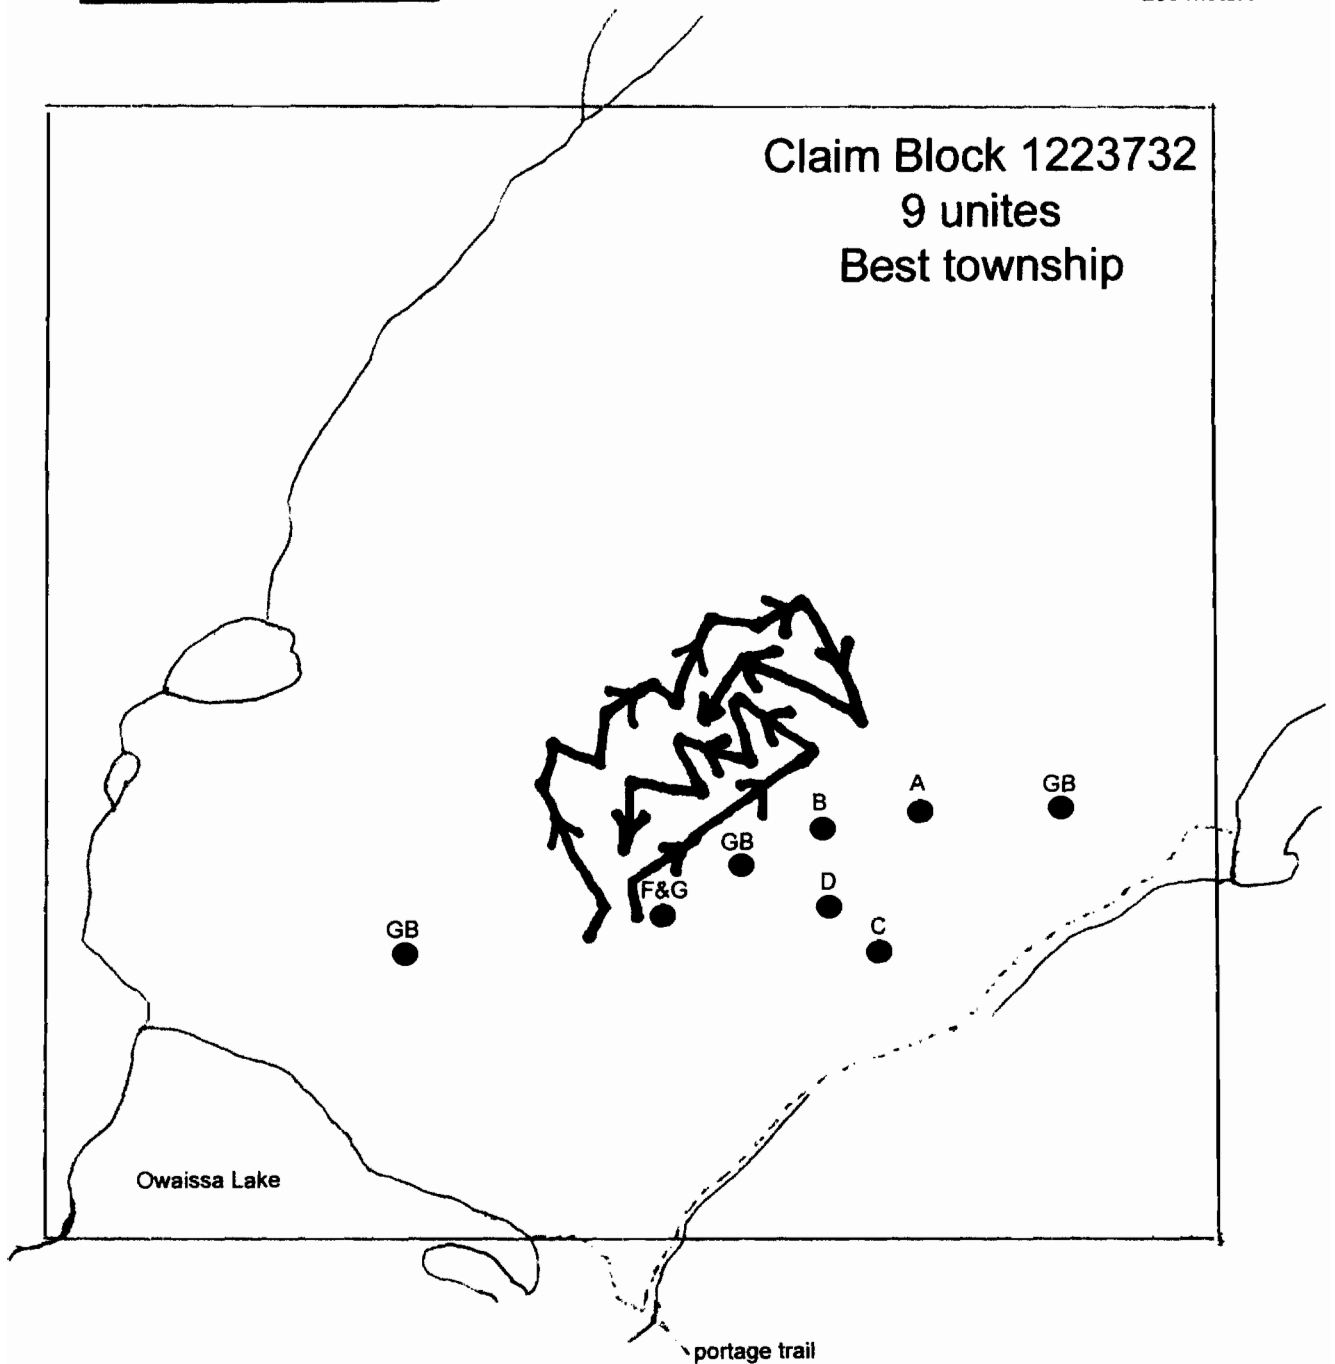 Claim Block 1223732
9 unites
Best township
A
GB
B
GB
D
F&G
C
GB
Owaissa Lake
portage trail